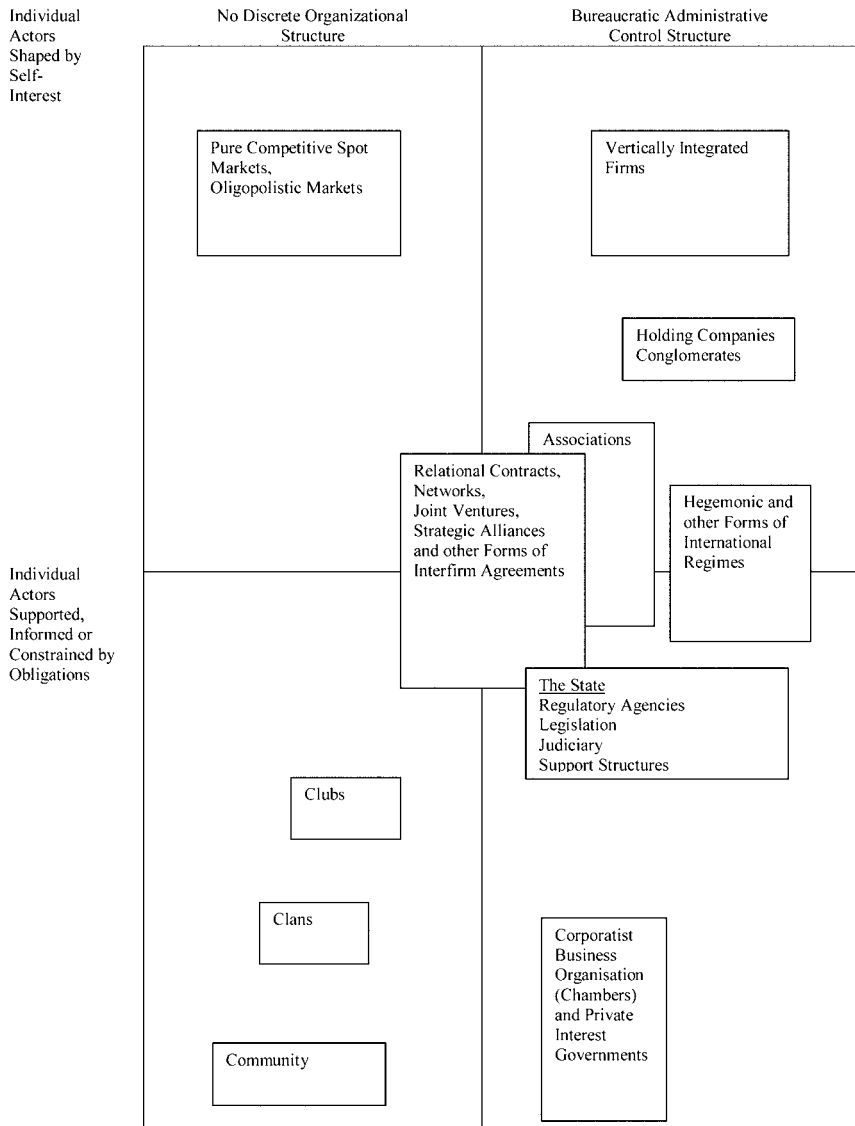 Individual
Actors
Shaped by
Self-
Interest
No Discrete Organizational
Structure
Bureaucratic Administrative
Control Structure
Pure Competitive Spot
Markets,
Oligopolistic Markets
Vertically Integrated
Firms
Holding Companies
Conglomerates
Associations
Relational Contracts,
Networks,
Joint Ventures,
Strategic Alliances
and other Forms of
Interfirm Agreements
Hegemonic and
other Forms of
International
Regimes
Individual
Actors
Supported,
Informed or
Constrained by
Obligations
The State
Regulatory Agencies
Legislation
Judiciary
Support Structures
Clubs
Clans
Corporatist
Business
Organisation
(Chambers)
and Private
Interest
Governments
Community